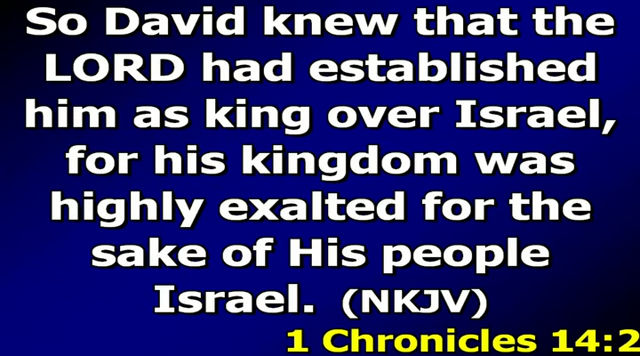 So David knew that the
LORD had established
him as king over Israel,
for his kingdom was
highly exalted for the
sake of His people
Israel. (NKJV)
1 Chronicles 14:2